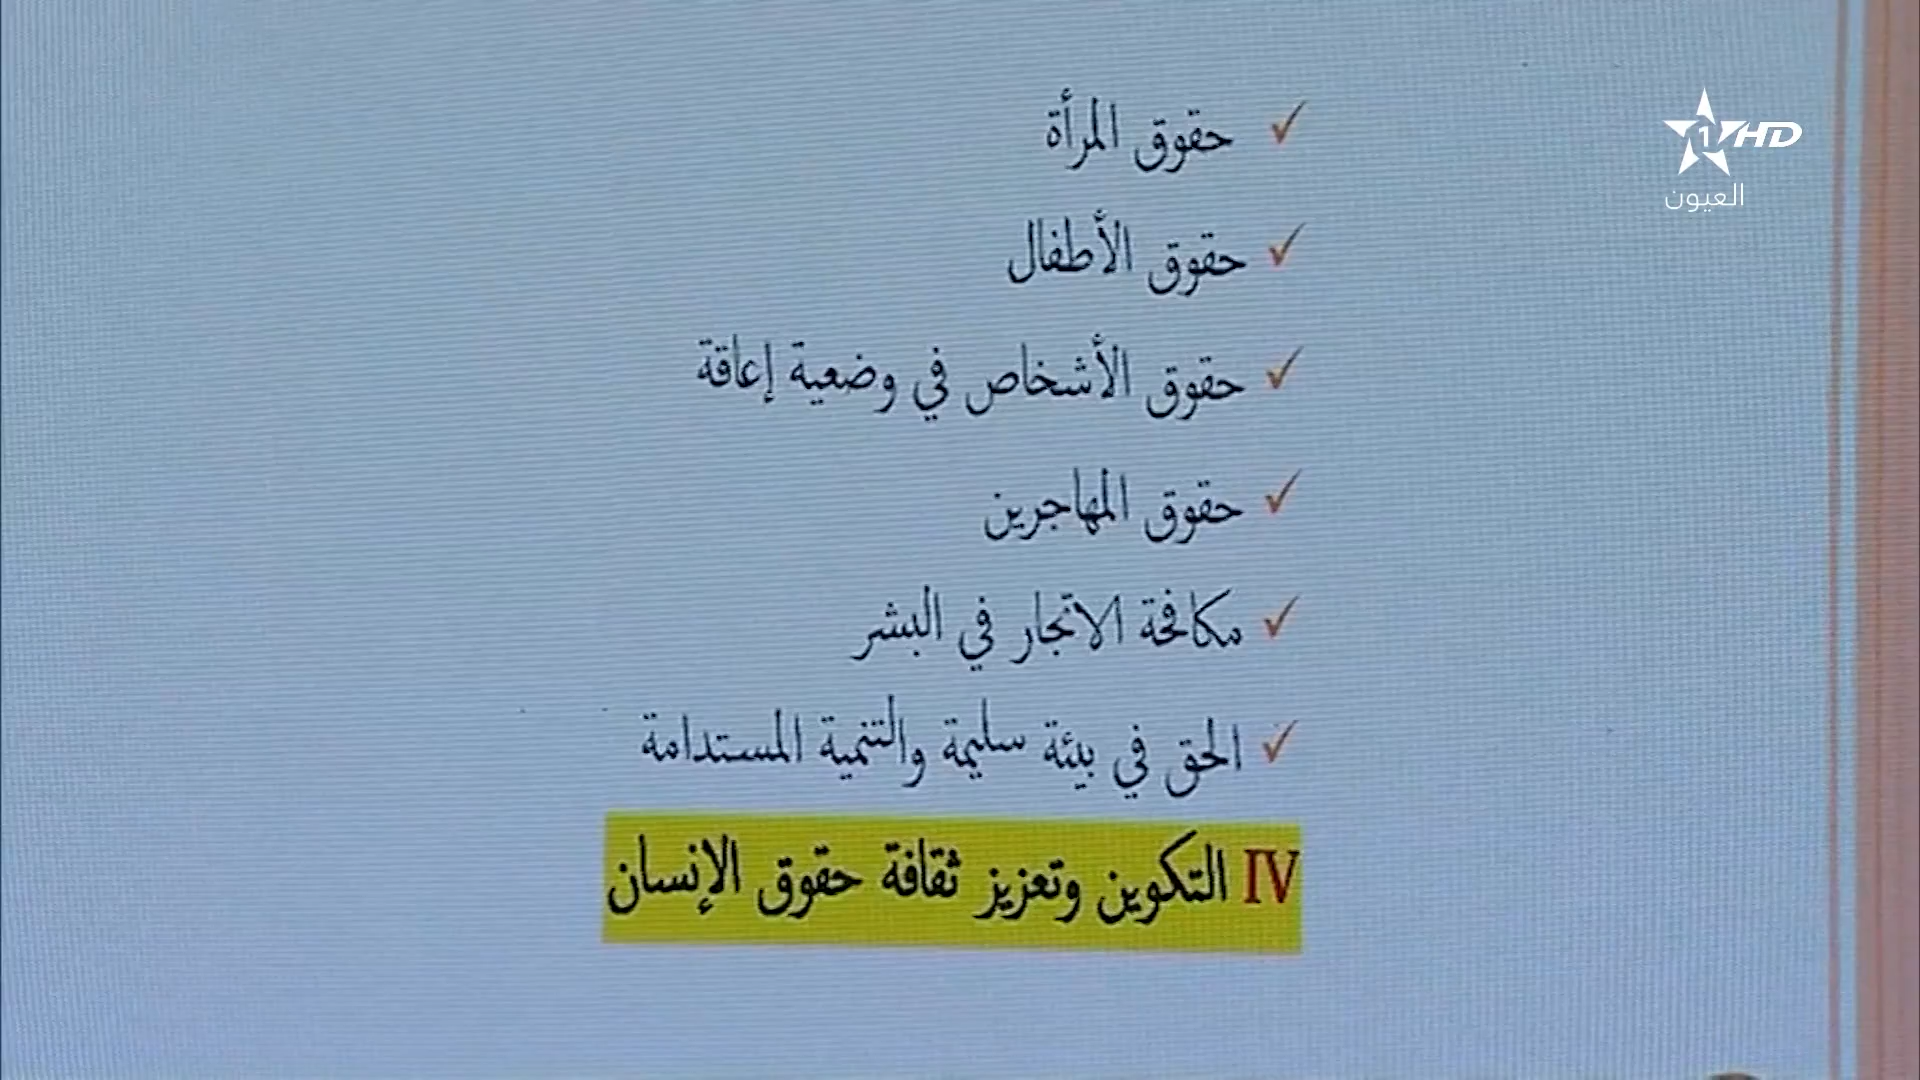 حقوق المرأة
1 HD
العيون
حقوق الأطفال
حقوق الأشخاص في وضعية إعاقة
حقوق المهاجرين
مكافحة الاتجار في البشر
الحق في بيئة سليمة والتنمية المستدامة
IV التكوين وتعزيز ثقافة حقوق الإنسان